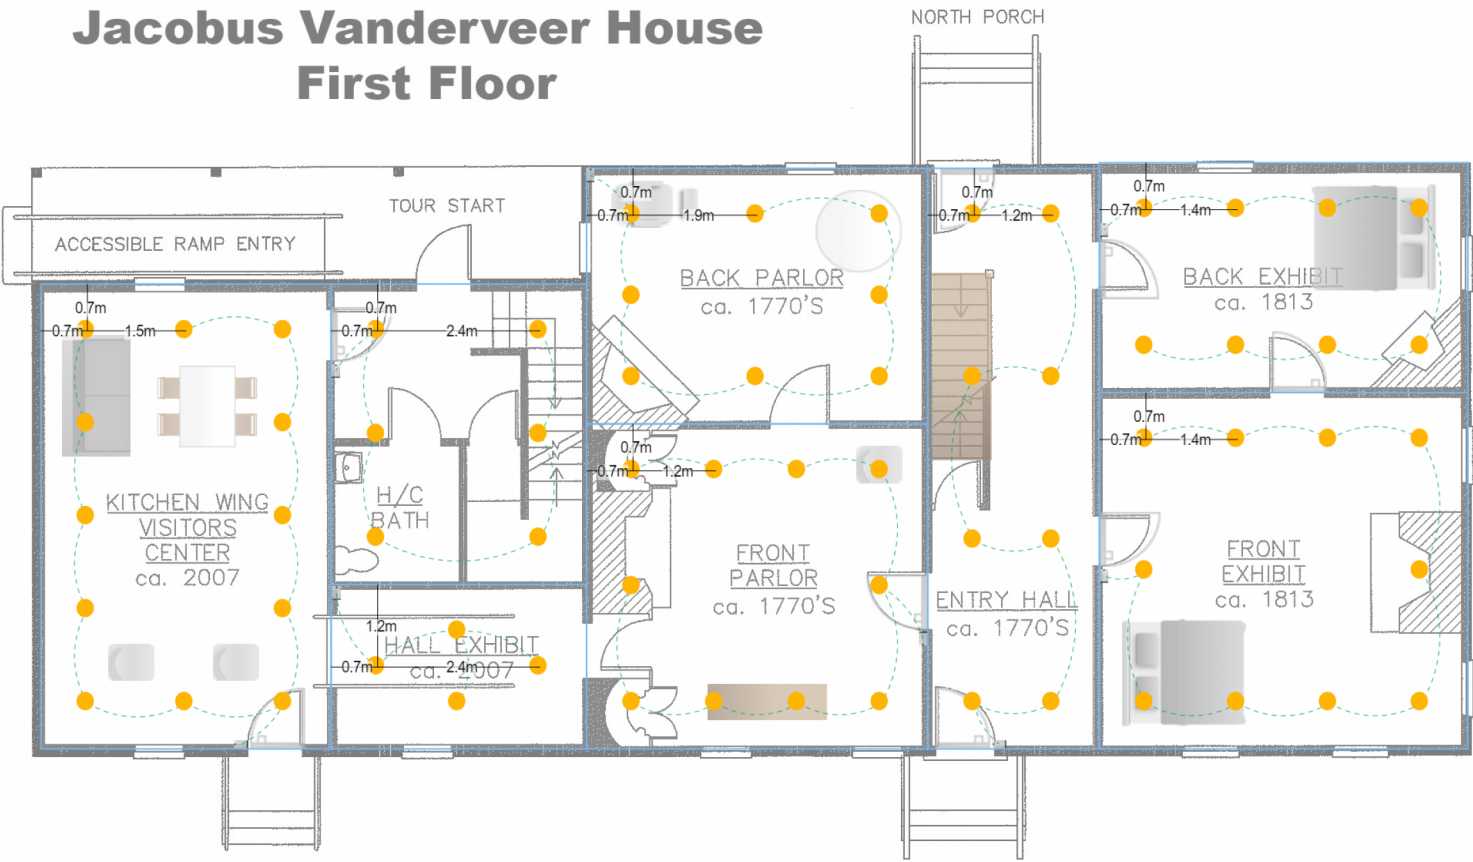 Jacobus Vanderveer House
First Floor
NORTH PORCH
TOUR START
ACCESSIBLE RAMP ENTRY
0.7m
0.7m
1.9m
0.7m
0.7m
1.2m
0.7m
0.7m
1.4m
BACK PARLOR
ca. 1770'S
BACK EXHIBIT
ca. 1813
0.7m
0.7m
1.5m
0.7m
0.7m
2.4m
0.7m
0.7m
1.2m
0.7m
0.7m
1.4m
KITCHEN WING
VISITORS
CENTER
ca. 2007
H/C
BATH
FRONT
PARLOR
ca. 1770'S
ENTRY HALL
ca. 1770'S
FRONT
EXHIBIT
ca. 1813
1.2m
HALL EXHIBIT
ca. 2007
0.7m
2.4m